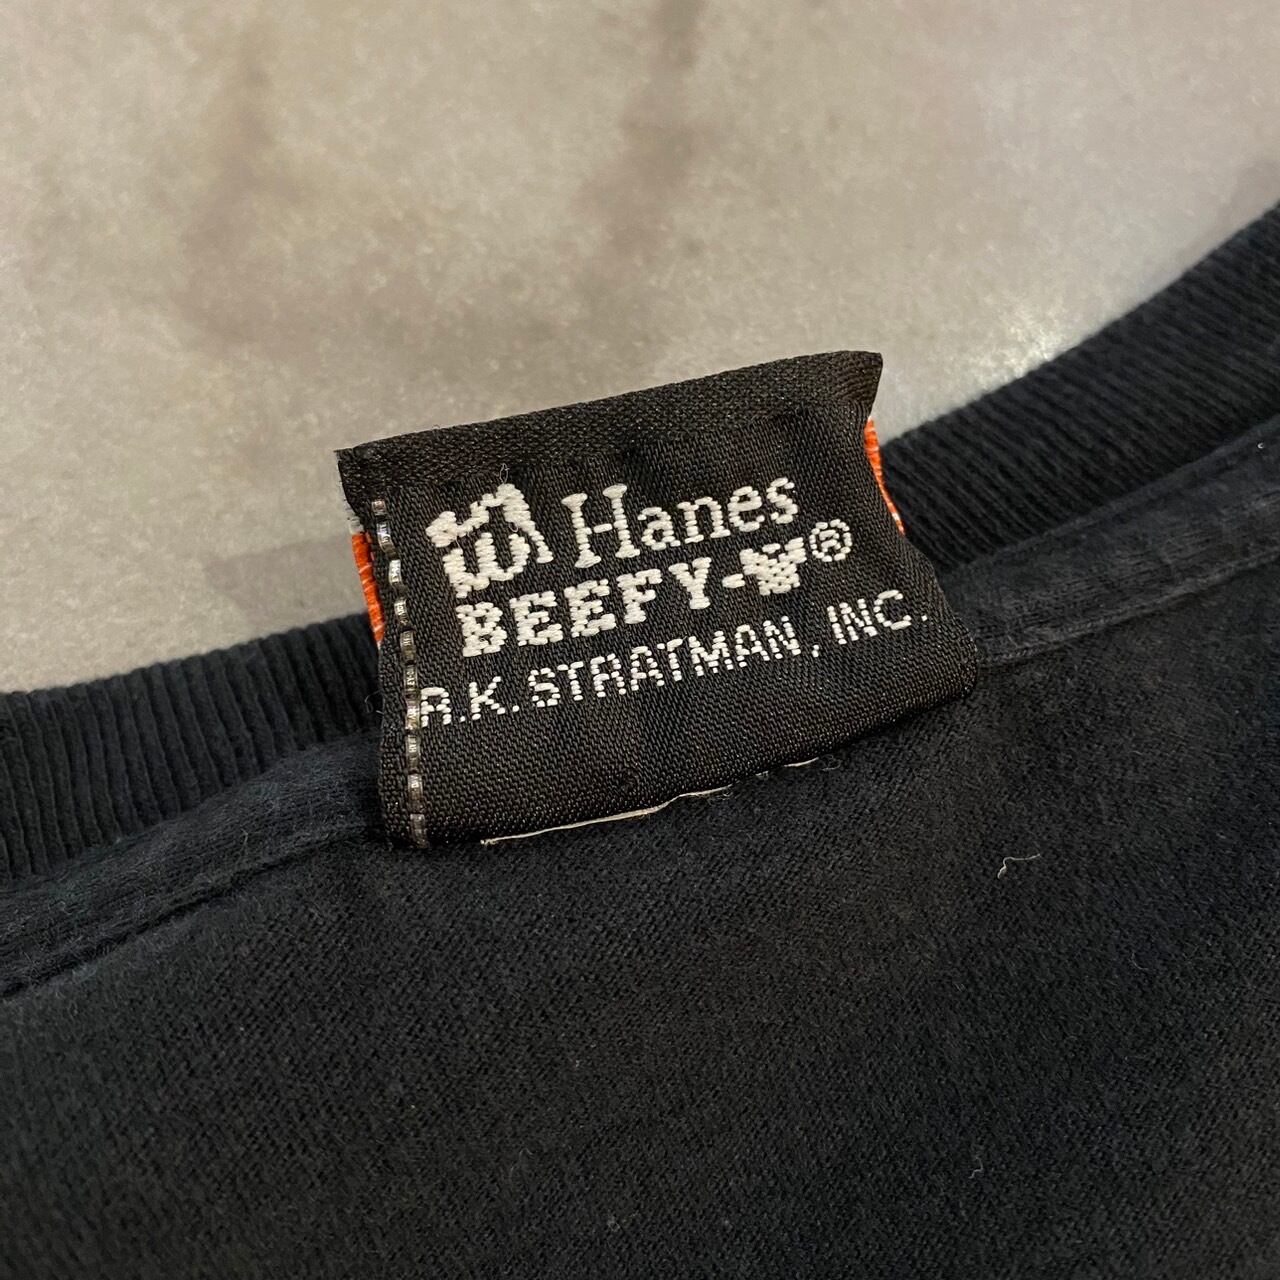 Hanes
BEEFY-T®
R.K. STRATMAN, INC.